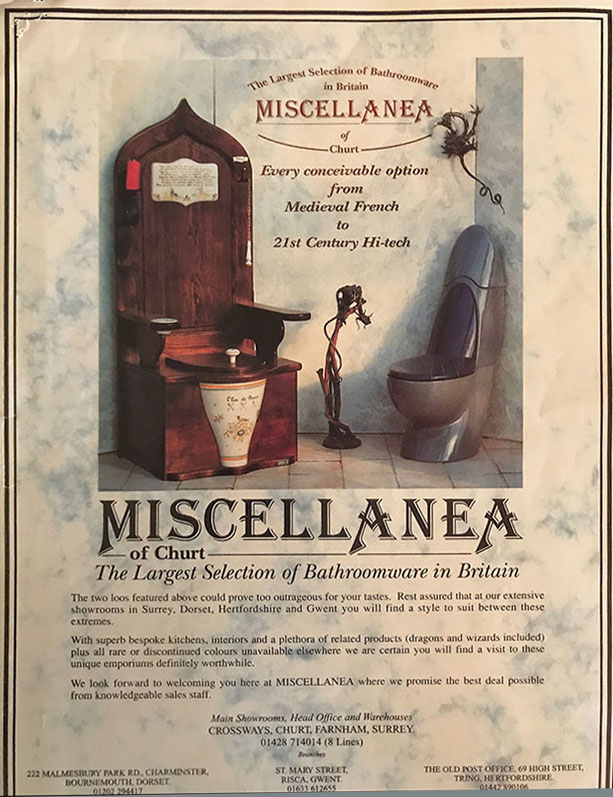 The Largest Selection of Bathroomware
in Britain
MISCELLANEA
of
Churt
Every conceivable option
from
Medieval French
to
21st Century Hi-tech
MISCELLANEA
of Churt
The Largest Selection of Bathroomware in Britain
The two loos featured above could prove too outrageous for your tastes. Rest assured that at our extensive
showrooms in Surrey, Dorset, Hertfordshire and Gwent you will find a style to suit between these
extremes.
With superb bespoke kitchens, interiors and a plethora of related products (dragons and wizards included)
plus all rare or discontinued colours unavailable elsewhere we are certain you will find a visit to these
unique emporiums definitely worthwhile.
We look forward to welcoming you here at MISCELLANEA where we promise the best deal possible
from knowledgeable sales staff.
Main Showrooms, Head Office and Warehouses
CROSSWAYS, CHURT, FARNHAM, SURREY.
01428 714014 (8 Lines)
Branches
222 MALMESBURY PARK RD., CHARMINSTER,
BOURNEMOUTH, DORSET.
01202 294417
ST. MARY STREET,
RISCA, GWENT.
01633 612655
THE OLD POST OFFICE, 69 HIGH STREET,
TRING, HERTFORDSHIRE.
01442 890106